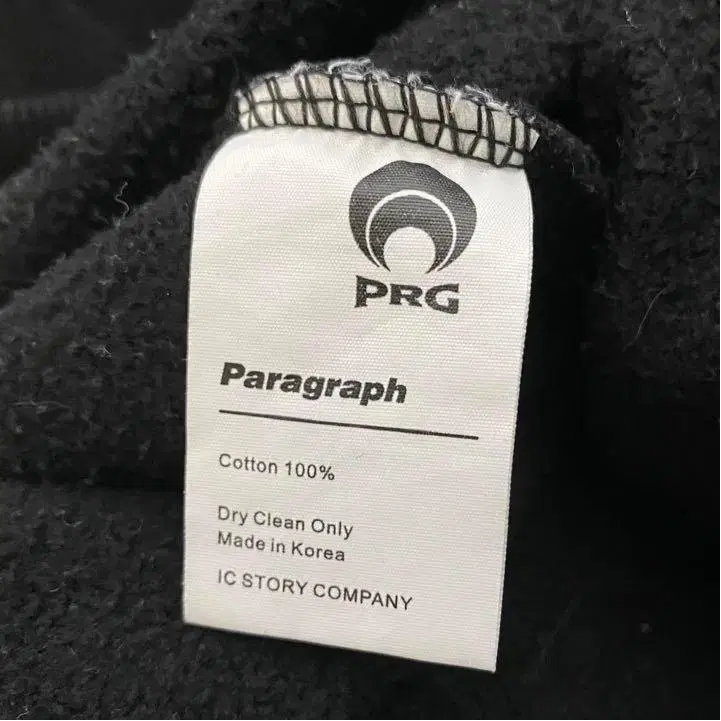 PRG
Paragraph
Cotton 100%
Dry Clean Only
Made in Korea
IC STORY COMPANY